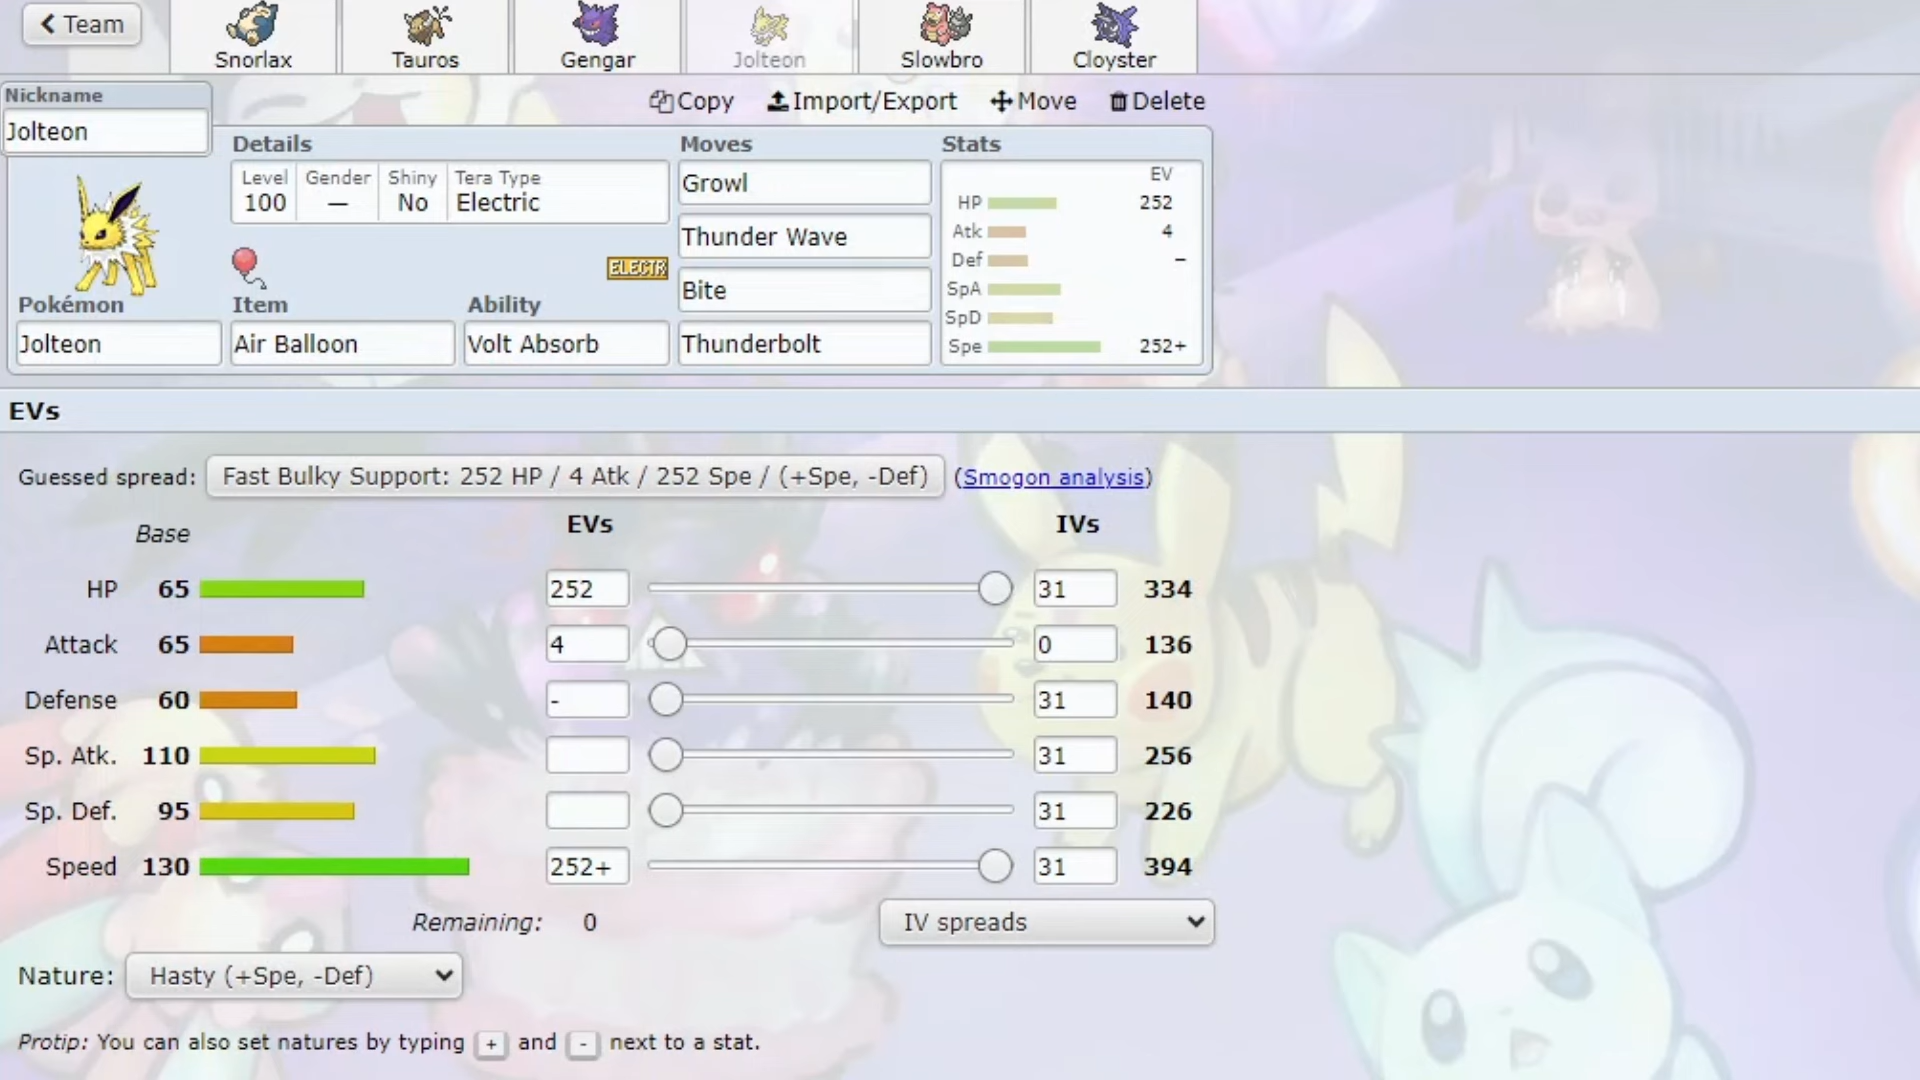 Team
Snorlax
Tauros
Gengar
Jolteon
Slowbro
Cloyster
Nickname
Jolteon
Copy
Import/Export
Move
Delete
Details
Level
100
Gender
—
Shiny
No
Tera Type
Electric
ELECTR
Pokémon
Jolteon
Item
Air Balloon
Ability
Volt Absorb
Moves
Growl
Thunder Wave
Bite
Thunderbolt
Stats
EV
HP 252
Atk 4
Def –
SpA
SpD
Spe 252+
EVs
Guessed spread: Fast Bulky Support: 252 HP / 4 Atk / 252 Spe / (+Spe, -Def) (Smogon analysis)
Base EVs IVs
HP 65 252 31 334
Attack 65 4 0 136
Defense 60 - 31 140
Sp. Atk. 110 31 256
Sp. Def. 95 31 226
Speed 130 252+ 31 394
Remaining: 0 IV spreads
Nature: Hasty (+Spe, -Def)
Protip: You can also set natures by typing + and - next to a stat.